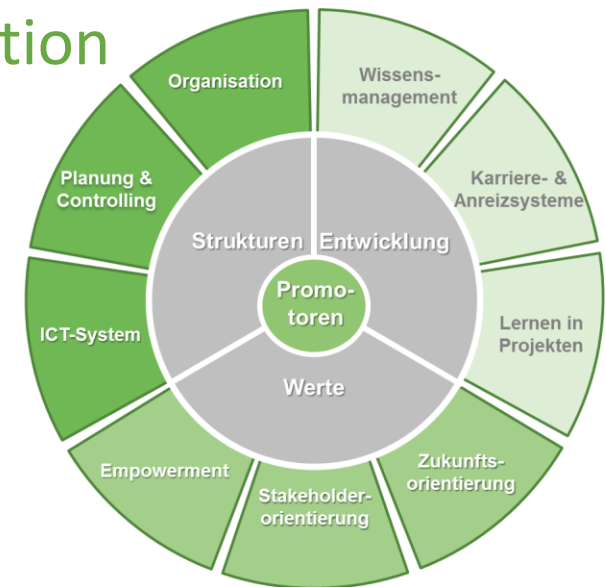 tion
Organisation
Wissens-
management
Planung &
Controlling
Karriere- &
Anreizsysteme
Strukturen
Entwicklung
Promo-
toren
ICT-System
Lernen in
Projekten
Werte
Empowerment
Zukunfts-
orientierung
Stakeholder-
orientierung